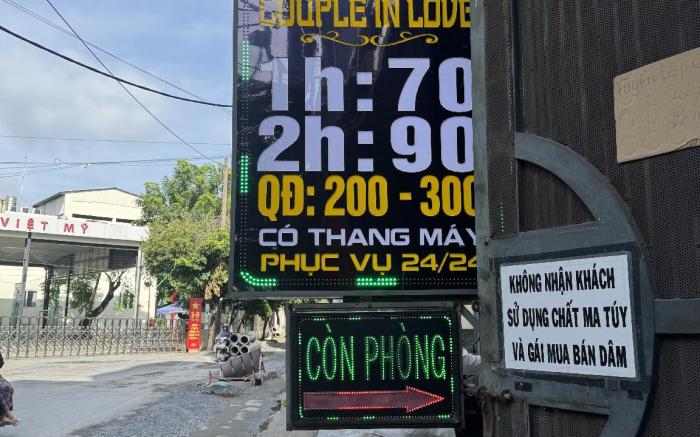 COUPLE IN LOVE
1h: 70
2h: 90
QĐ: 200 - 300
CÓ THANG MÁY
PHỤC VỤ 24/24
CÒN PHÒNG
VIỆT MỸ
KHÔNG NHẬN KHÁCH
SỬ DỤNG CHẤT MA TÚY
VÀ GÁI MUA BÁN DÂM